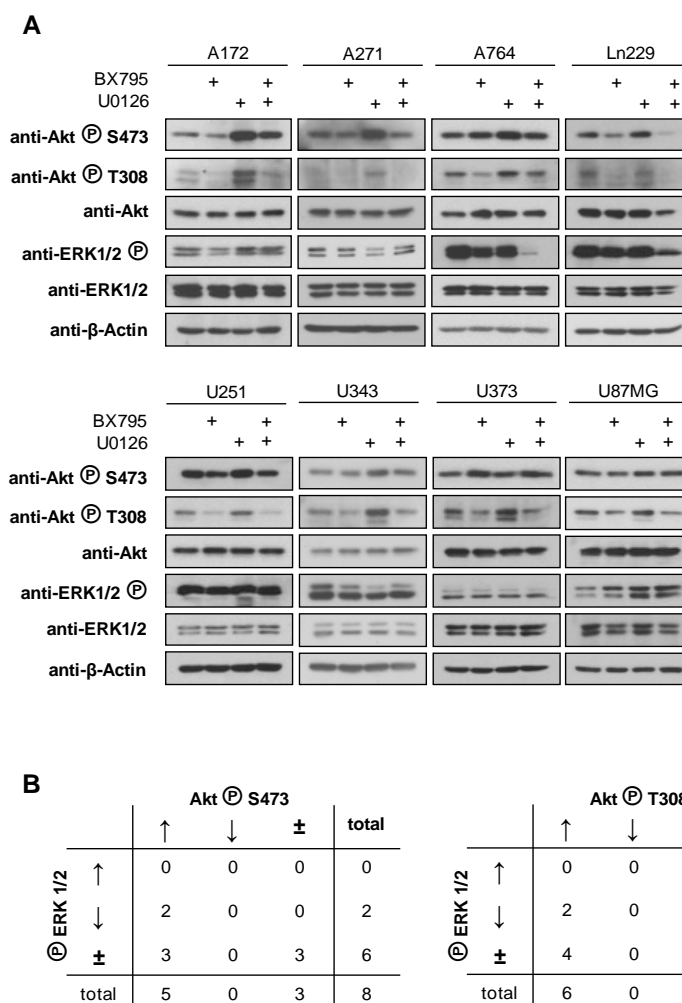 A
A172 A271 A764 Ln229
BX795 + + + + + + + +
U0126 + + + + + + + +
anti-Akt Ⓟ S473
anti-Akt Ⓟ T308
anti-Akt
anti-ERK1/2 Ⓟ
anti-ERK1/2
anti-β-Actin
U251 U343 U373 U87MG
BX795 + + + + + + + +
U0126 + + + + + + + +
anti-Akt Ⓟ S473
anti-Akt Ⓟ T308
anti-Akt
anti-ERK1/2 Ⓟ
anti-ERK1/2
anti-β-Actin
B
Akt Ⓟ S473
↑ ↓ ± total
Ⓟ ERK 1/2
↑ 0 0 0 0
↓ 2 0 0 2
± 3 0 3 6
total 5 0 3 8
Akt Ⓟ T308
↑ ↓
Ⓟ ERK 1/2
↑ 0 0
↓ 2 0
± 4 0
total 6 0